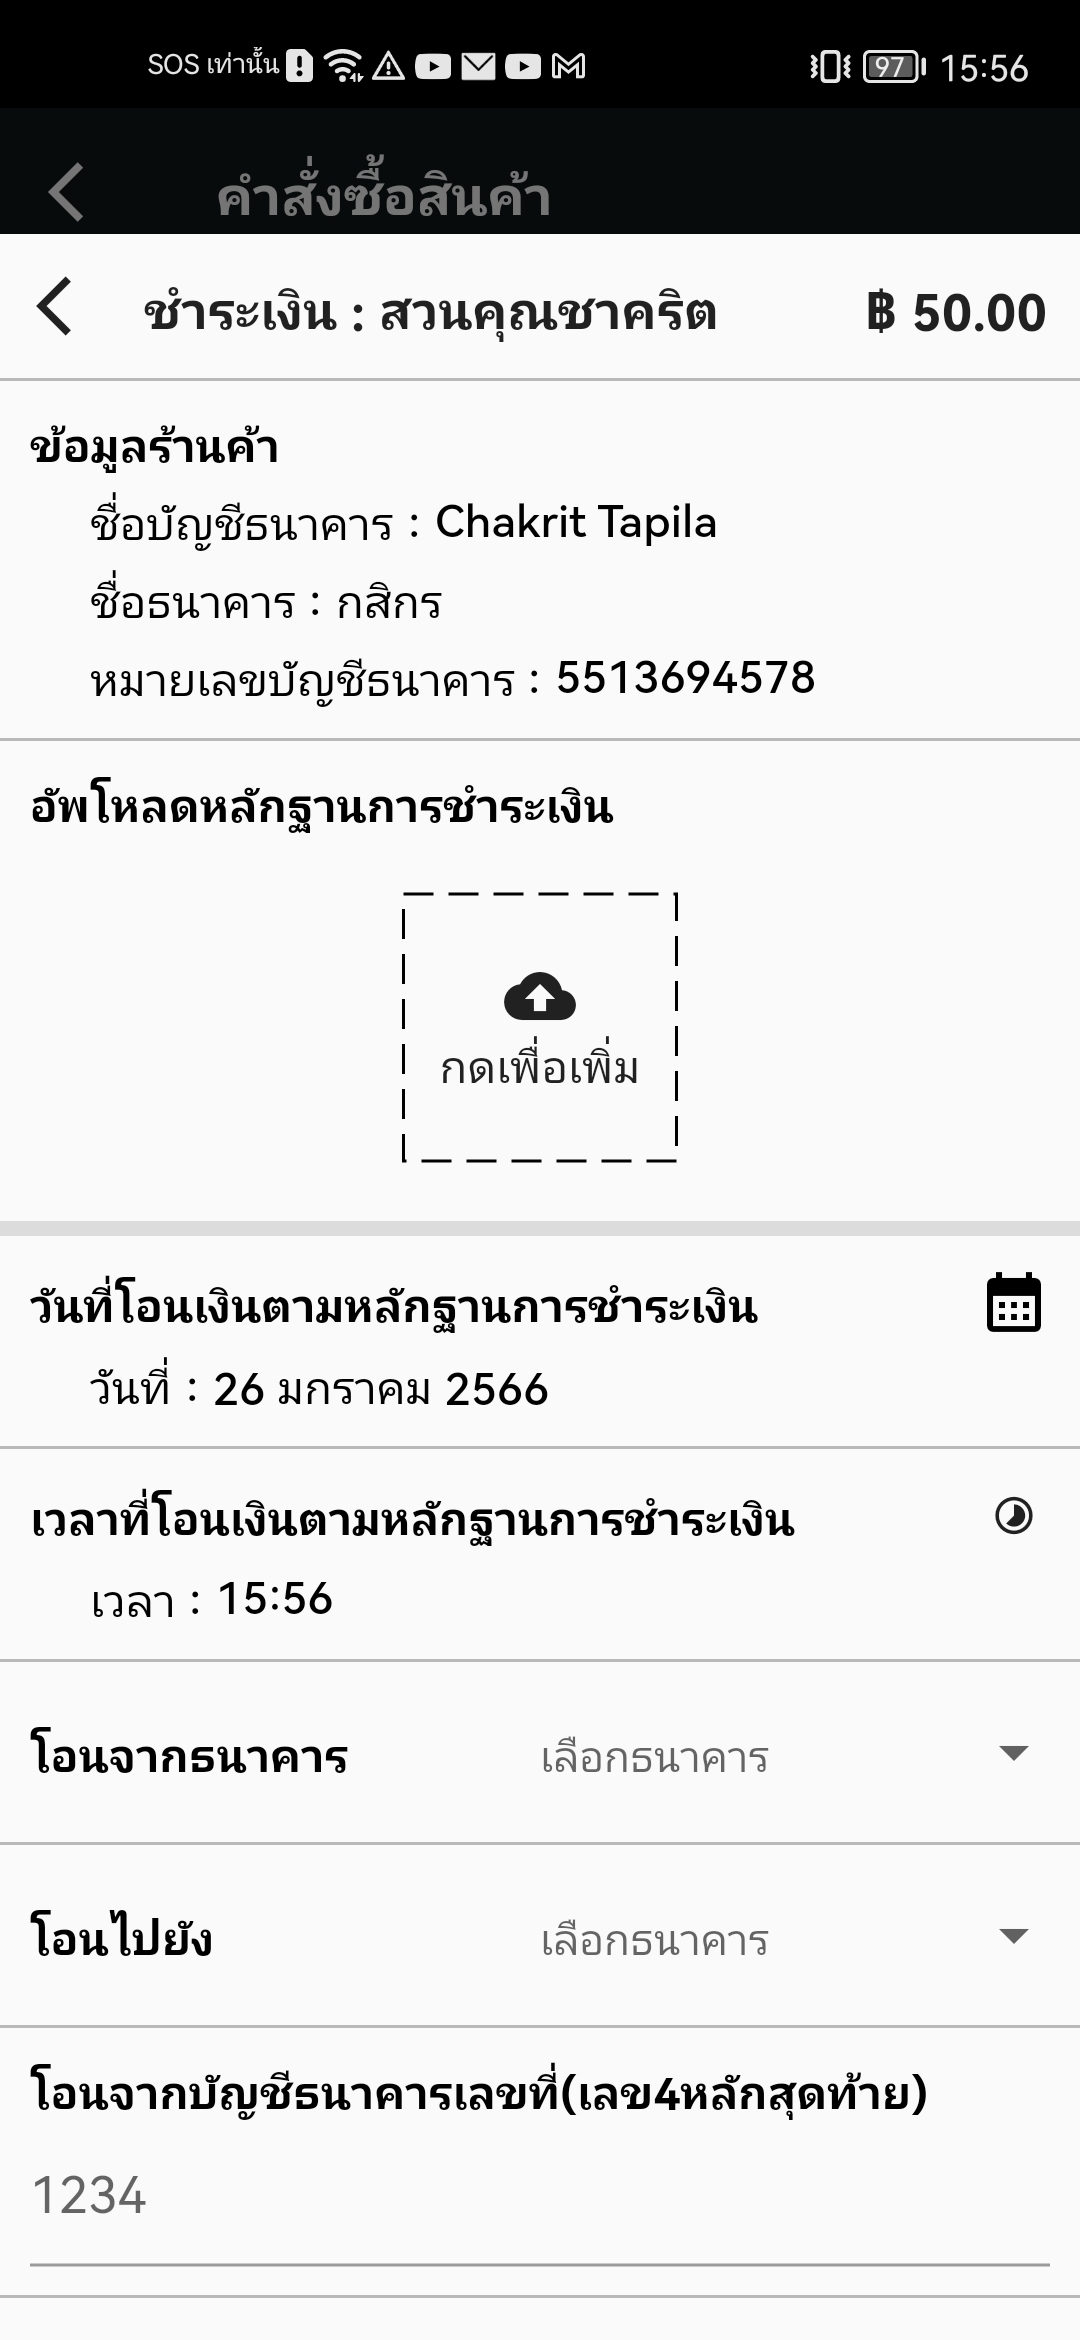 SOS เท่านั้น 97 15:56
คำสั่งซื้อสินค้า
ชำระเงิน : สวนคุณชาคริต ฿ 50.00
ข้อมูลร้านค้า
ชื่อบัญชีธนาคาร : Chakrit Tapila
ชื่อธนาคาร : กสิกร
หมายเลขบัญชีธนาคาร : 5513694578
อัพโหลดหลักฐานการชำระเงิน
กดเพื่อเพิ่ม
วันที่โอนเงินตามหลักฐานการชำระเงิน
วันที่ : 26 มกราคม 2566
เวลาที่โอนเงินตามหลักฐานการชำระเงิน
เวลา : 15:56
โอนจากธนาคาร เลือกธนาคาร
โอนไปยัง เลือกธนาคาร
โอนจากบัญชีธนาคารเลขที่(เลข4หลักสุดท้าย)
1234